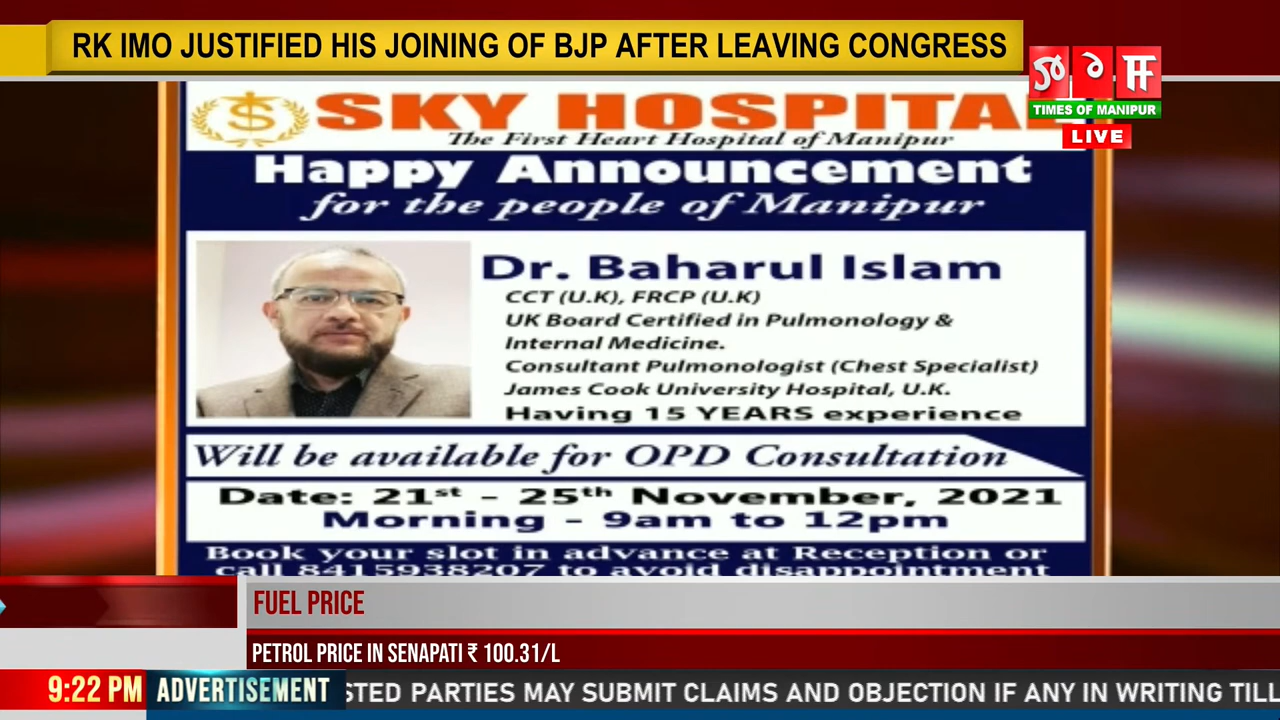 RK IMO JUSTIFIED HIS JOINING OF BJP AFTER LEAVING CONGRESS
TIMES OF MANIPUR
LIVE
SKY HOSPITA
The First Heart Hospital of Manipur
Happy Announcement
for the people of Manipur
Dr. Baharul Islam
CCT (U.K), FRCP (U.K)
UK Board Certified in Pulmonology &
Internal Medicine.
Consultant Pulmonologist (Chest Specialist)
James Cook University Hospital, U.K.
Having 15 YEARS experience
Will be available for OPD Consultation
Date: 21st - 25th November, 2021
Morning - 9am to 12pm
Book your slot in advance at Reception or
call 8415938207 to avoid disappointment
FUEL PRICE
PETROL PRICE IN SENAPATI ₹ 100.31/L
9:22 PM ADVERTISEMENT STED PARTIES MAY SUBMIT CLAIMS AND OBJECTION IF ANY IN WRITING TILL